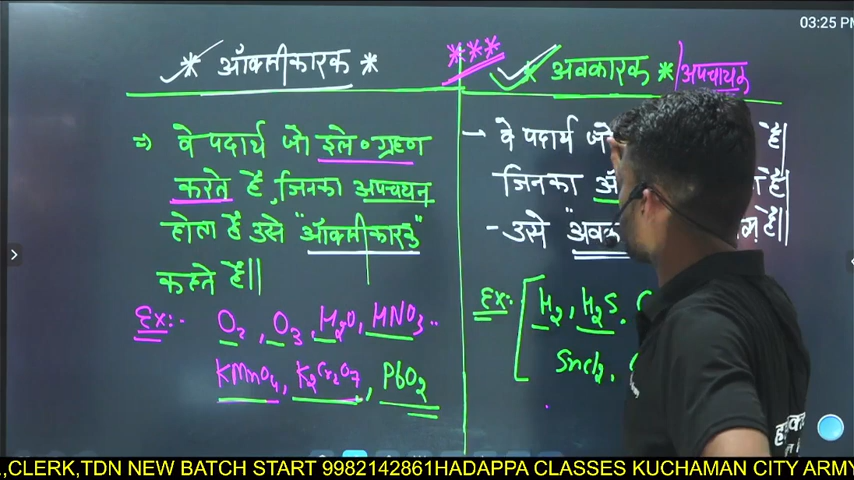 03:25 PM
* ऑक्सीकारक *
*** * अवकारक * / अपचायक
⇒ वे पदार्थ जो इले॰ ग्रहण
करते है, जिनका अपचयन
होता है उसे "ऑक्सीकारक"
कहते है||
Ex:- O₂, O₃, H₂O, HNO₃..
KMnO₄, K₂Cr₂O₇, PbO₂
→ वे पदार्थ जो है|
जिनका है|
- उसे है||
Ex:- [ H₂, H₂S,
SnCl₂,
,CLERK,TDN NEW BATCH START 9982142861HADAPPA CLASSES KUCHAMAN CITY ARMY